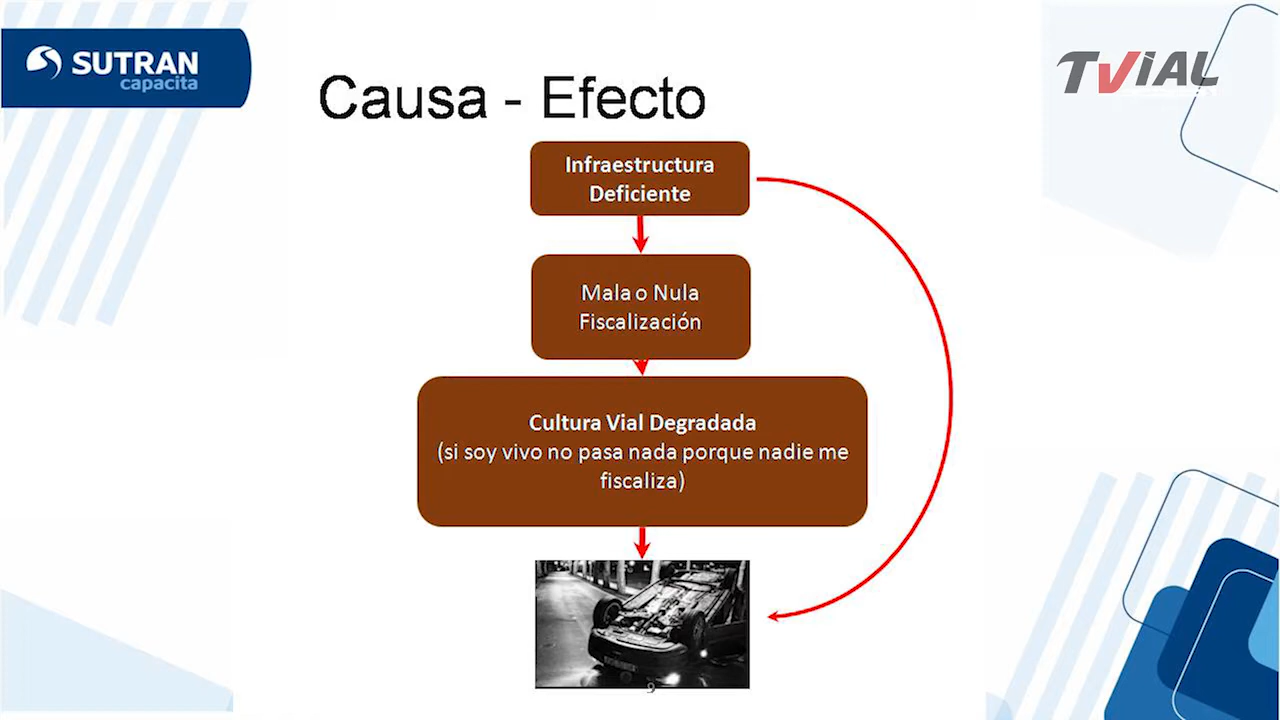 SUTRAN
capacita
TVIAL
Causa - Efecto
Infraestructura
Deficiente
Mala o Nula
Fiscalización
Cultura Vial Degradada
(si soy vivo no pasa nada porque nadie me
fiscaliza)
9